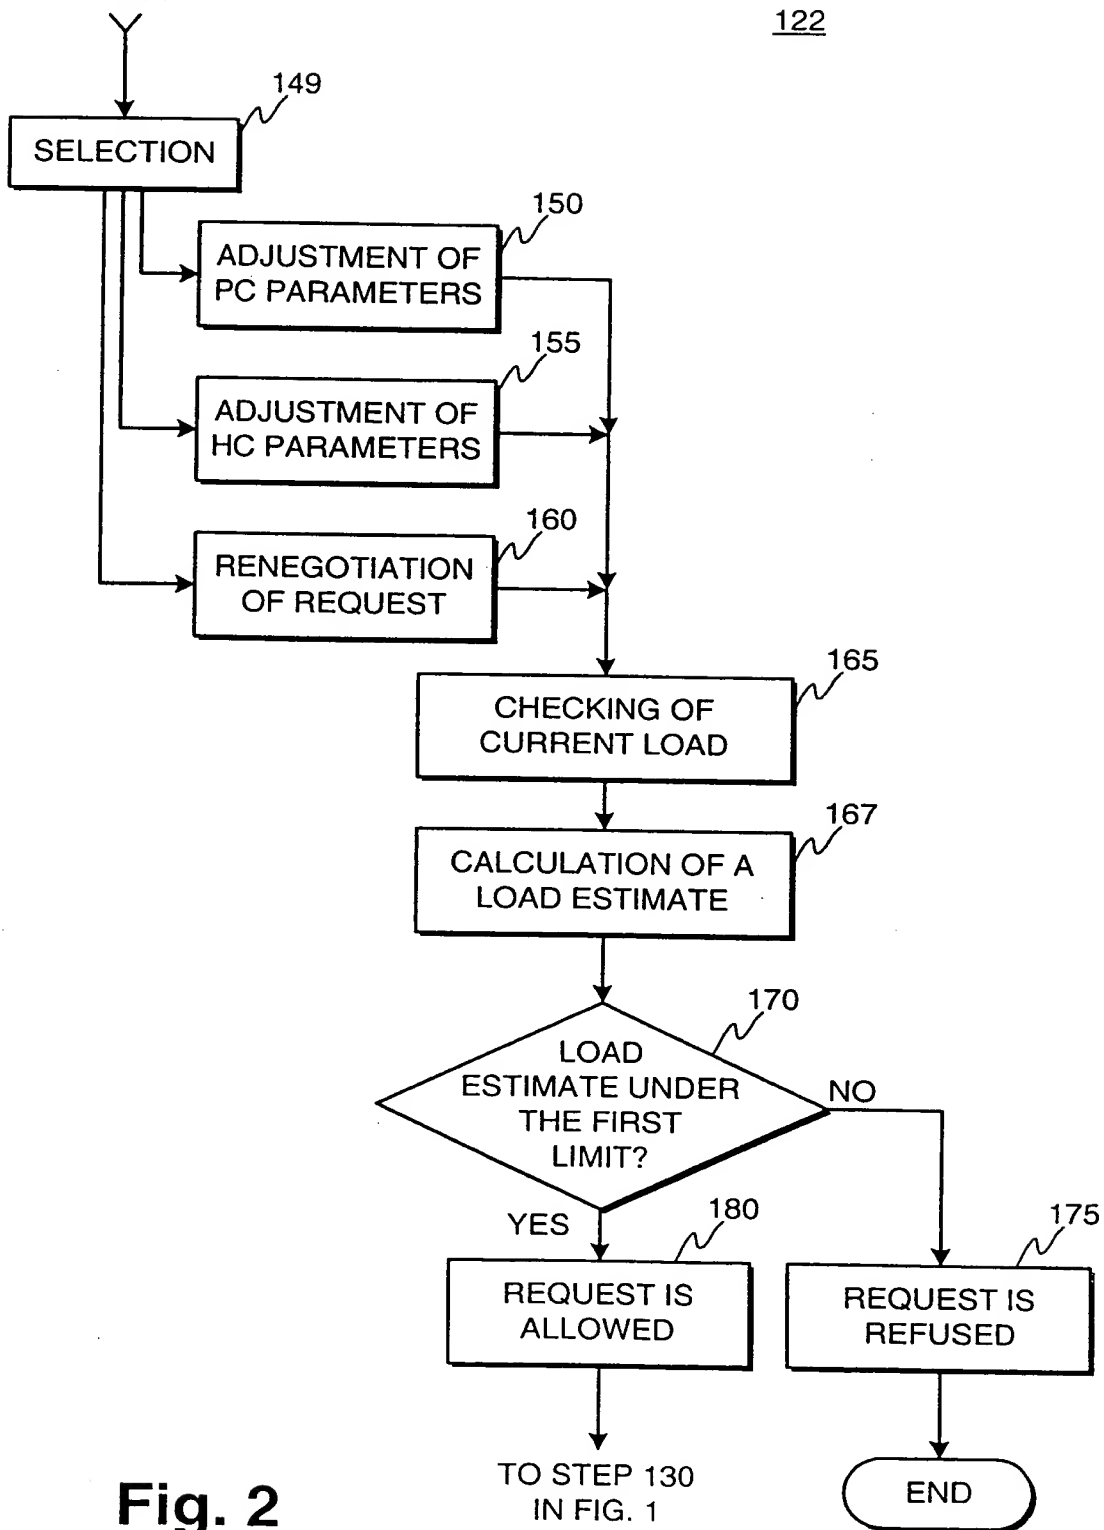 122
149
SELECTION
150
ADJUSTMENT OF
PC PARAMETERS
155
ADJUSTMENT OF
HC PARAMETERS
160
RENEGOTIATION
OF REQUEST
165
CHECKING OF
CURRENT LOAD
167
CALCULATION OF A
LOAD ESTIMATE
170
LOAD
ESTIMATE UNDER
THE FIRST
LIMIT?
NO
YES
180
175
REQUEST IS
ALLOWED
REQUEST IS
REFUSED
TO STEP 130
IN FIG. 1
END
Fig. 2